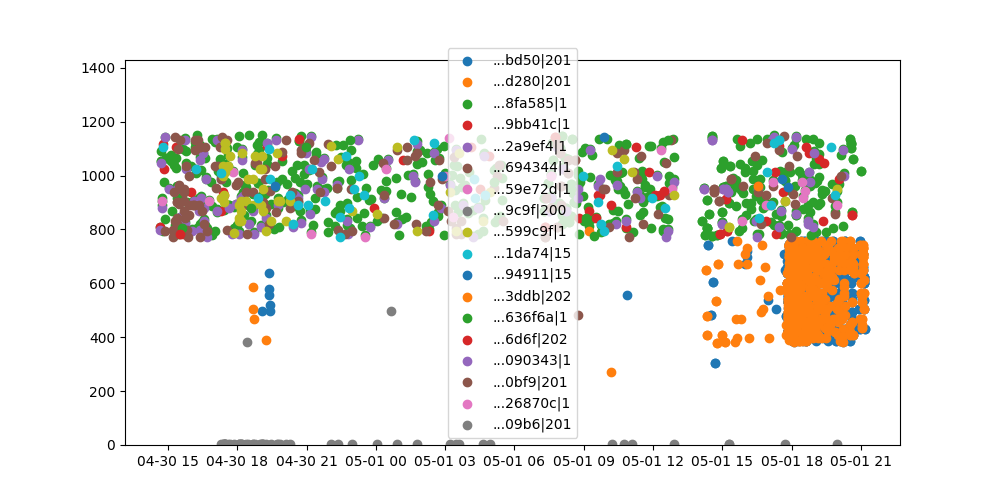 1400
1200
1000
800
600
400
200
0
04-30 15 04-30 18 04-30 21 05-01 00 05-01 03 05-01 06 05-01 09 05-01 12 05-01 15 05-01 18 05-01 21
...bd50|201
...d280|201
...8fa585|1
...9bb41c|1
...2a9ef4|1
...694344|1
...59e72d|1
...9c9f|200
...599c9f|1
...1da74|15
...94911|15
...3ddb|202
...636f6a|1
...6d6f|202
...090343|1
...0bf9|201
...26870c|1
...09b6|201